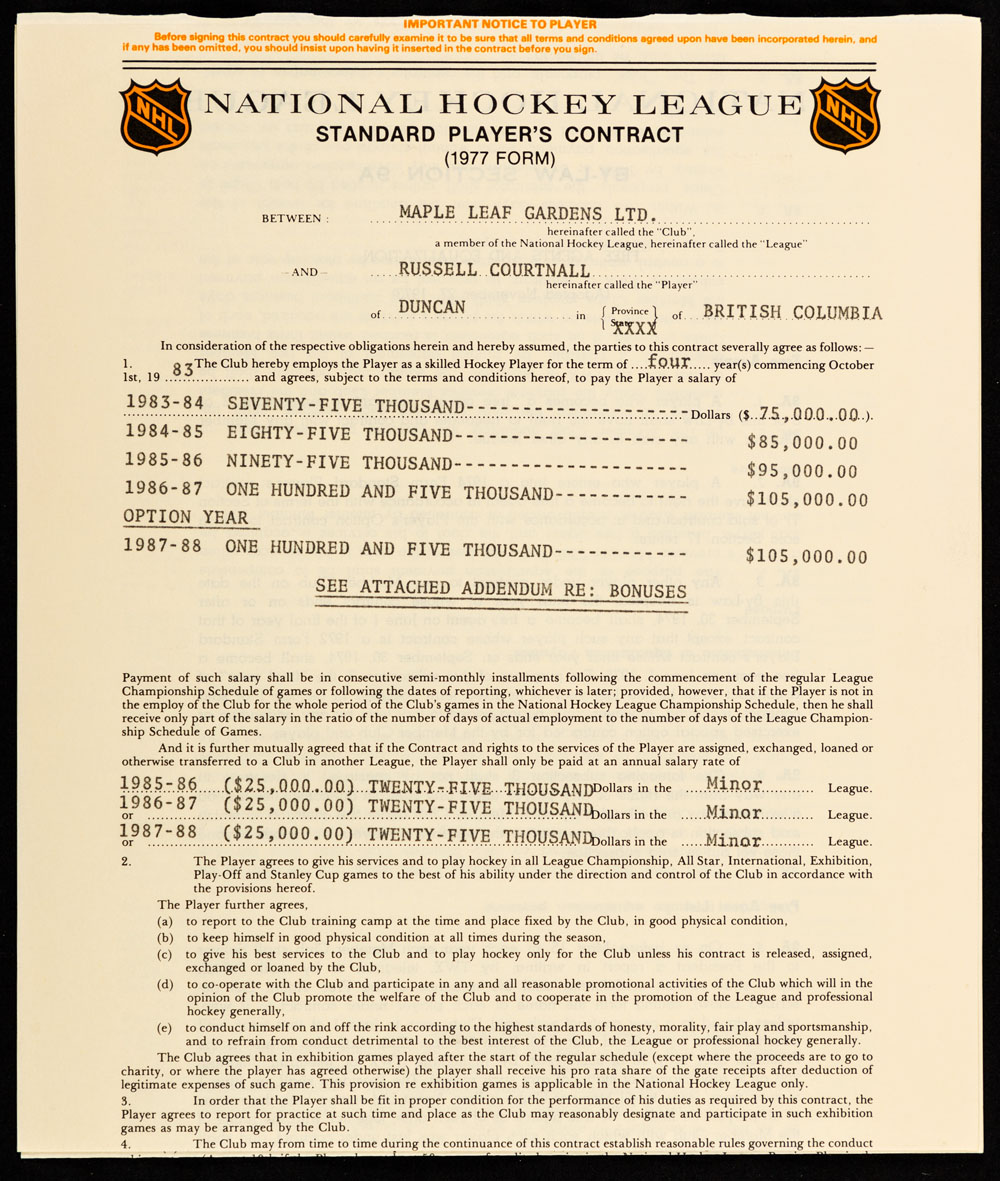 IMPORTANT NOTICE TO PLAYER
Before signing this contract you should carefully examine it to be sure that all terms and conditions agreed upon have been incorporated herein, and
if any has been omitted, you should insist upon having it inserted in the contract before you sign.
NHL NATIONAL HOCKEY LEAGUE NHL
STANDARD PLAYER'S CONTRACT
(1977 FORM)
BETWEEN: MAPLE LEAF GARDENS LTD.
hereinafter called the "Club",
a member of the National Hockey League, hereinafter called the "League"
-AND- RUSSELL COURTNALL
hereinafter called the "Player"
of DUNCAN in { Province } of BRITISH COLUMBIA
State XXXX
In consideration of the respective obligations herein and hereby assumed, the parties to this contract severally agree as follows:—
1. The Club hereby employs the Player as a skilled Hockey Player for the term of ....four..... year(s) commencing October
1st, 19 83 ................... and agrees, subject to the terms and conditions hereof, to pay the Player a salary of
1983-84 SEVENTY-FIVE THOUSAND----------------------- Dollars ($ 75,000.00 ).
1984-85 EIGHTY-FIVE THOUSAND------------------------ $85,000.00
1985-86 NINETY-FIVE THOUSAND------------------------ $95,000.00
1986-87 ONE HUNDRED AND FIVE THOUSAND------------ $105,000.00
OPTION YEAR
1987-88 ONE HUNDRED AND FIVE THOUSAND------------ $105,000.00
SEE ATTACHED ADDENDUM RE: BONUSES
Payment of such salary shall be in consecutive semi-monthly installments following the commencement of the regular League
Championship Schedule of games or following the dates of reporting, whichever is later; provided, however, that if the Player is not in
the employ of the Club for the whole period of the Club's games in the National Hockey League Championship Schedule, then he shall
receive only part of the salary in the ratio of the number of days of actual employment to the number of days of the League Champion-
ship Schedule of Games.
And it is further mutually agreed that if the Contract and rights to the services of the Player are assigned, exchanged, loaned or
otherwise transferred to a Club in another League, the Player shall only be paid at an annual salary rate of
1985-86 ($25,000.00) TWENTY-FIVE THOUSAND Dollars in the Minor League.
1986-87 ($25,000.00) TWENTY-FIVE THOUSAND
or Dollars in the Minor League.
1987-88 ($25,000.00) TWENTY-FIVE THOUSAND
or Dollars in the Minor League.
2. The Player agrees to give his services and to play hockey in all League Championship, All Star, International, Exhibition,
Play-Off and Stanley Cup games to the best of his ability under the direction and control of the Club in accordance with
the provisions hereof.
The Player further agrees,
(a) to report to the Club training camp at the time and place fixed by the Club, in good physical condition,
(b) to keep himself in good physical condition at all times during the season,
(c) to give his best services to the Club and to play hockey only for the Club unless his contract is released, assigned,
exchanged or loaned by the Club,
(d) to co-operate with the Club and participate in any and all reasonable promotional activities of the Club which will in the
opinion of the Club promote the welfare of the Club and to cooperate in the promotion of the League and professional
hockey generally,
(e) to conduct himself on and off the rink according to the highest standards of honesty, morality, fair play and sportsmanship,
and to refrain from conduct detrimental to the best interest of the Club, the League or professional hockey generally.
The Club agrees that in exhibition games played after the start of the regular schedule (except where the proceeds are to go to
charity, or where the player has agreed otherwise) the player shall receive his pro rata share of the gate receipts after deduction of
legitimate expenses of such game. This provision re exhibition games is applicable in the National Hockey League only.
3. In order that the Player shall be fit in proper condition for the performance of his duties as required by this contract, the
Player agrees to report for practice at such time and place as the Club may reasonably designate and participate in such exhibition
games as may be arranged by the Club.
4. The Club may from time to time during the continuance of this contract establish reasonable rules governing the conduct